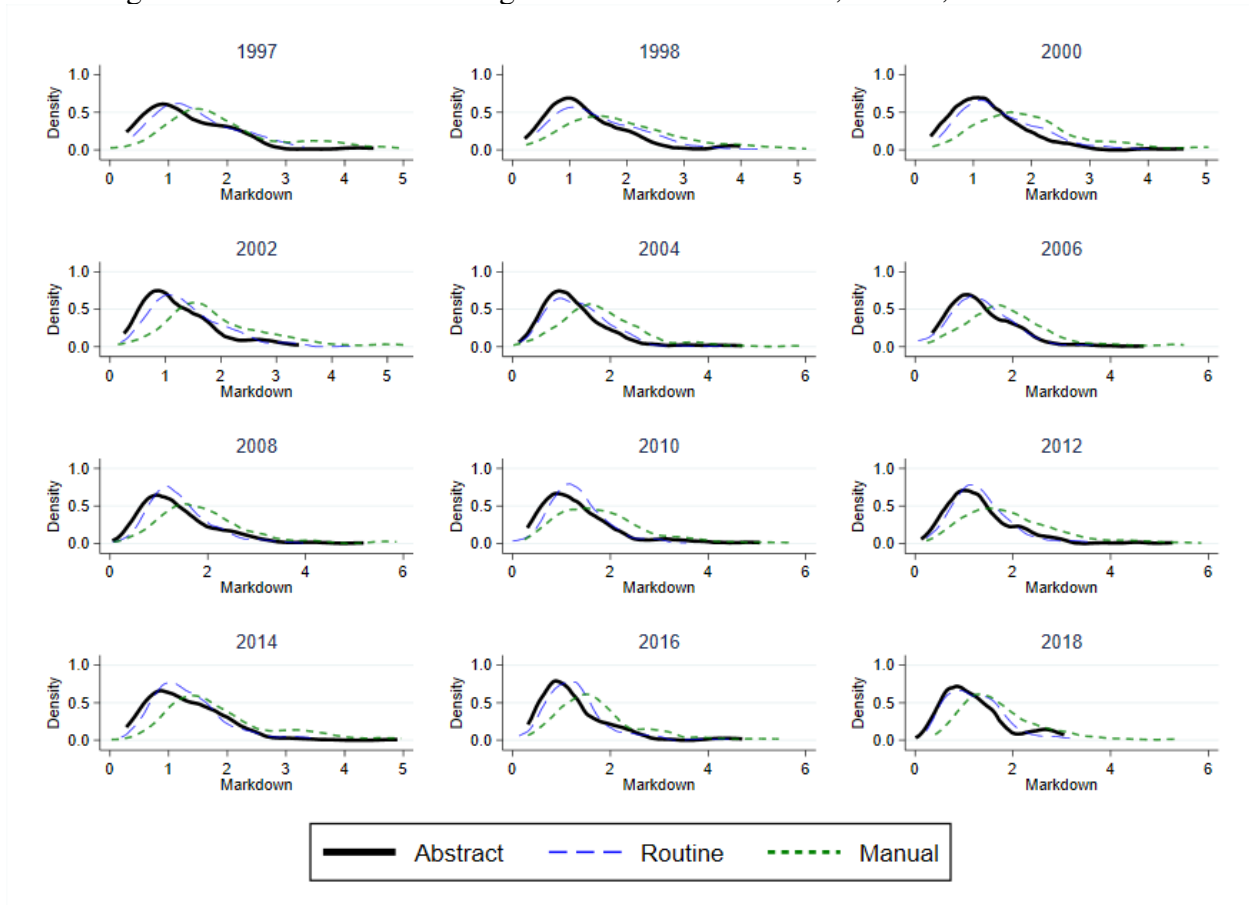 1997 1998 2000
Density 1.0 0.5 0.0 Density 1.0 0.5 0.0 Density 1.0 0.5 0.0
0 1 2 3 4 5 0 1 2 3 4 5 0 1 2 3 4 5
Markdown Markdown Markdown
2002 2004 2006
Density 1.0 0.5 0.0 Density 1.0 0.5 0.0 Density 1.0 0.5 0.0
0 1 2 3 4 5 0 2 4 6 0 2 4 6
Markdown Markdown Markdown
2008 2010 2012
Density 1.0 0.5 0.0 Density 1.0 0.5 0.0 Density 1.0 0.5 0.0
0 2 4 6 0 2 4 6 0 2 4 6
Markdown Markdown Markdown
2014 2016 2018
Density 1.0 0.5 0.0 Density 1.0 0.5 0.0 Density 1.0 0.5 0.0
0 1 2 3 4 5 0 2 4 6 0 2 4 6
Markdown Markdown Markdown
Abstract Routine Manual